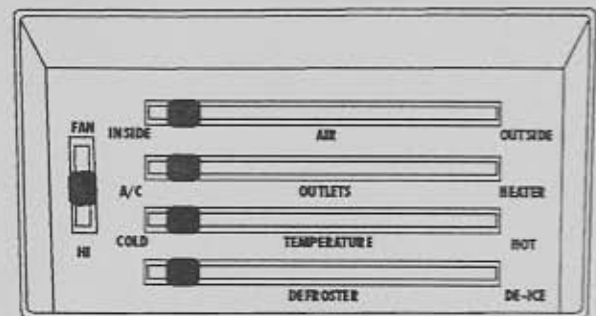 FAN
INSIDE AIR OUTSIDE
A/C OUTLETS HEATER
COLD TEMPERATURE HOT
HI
DEFROSTER DE-ICE